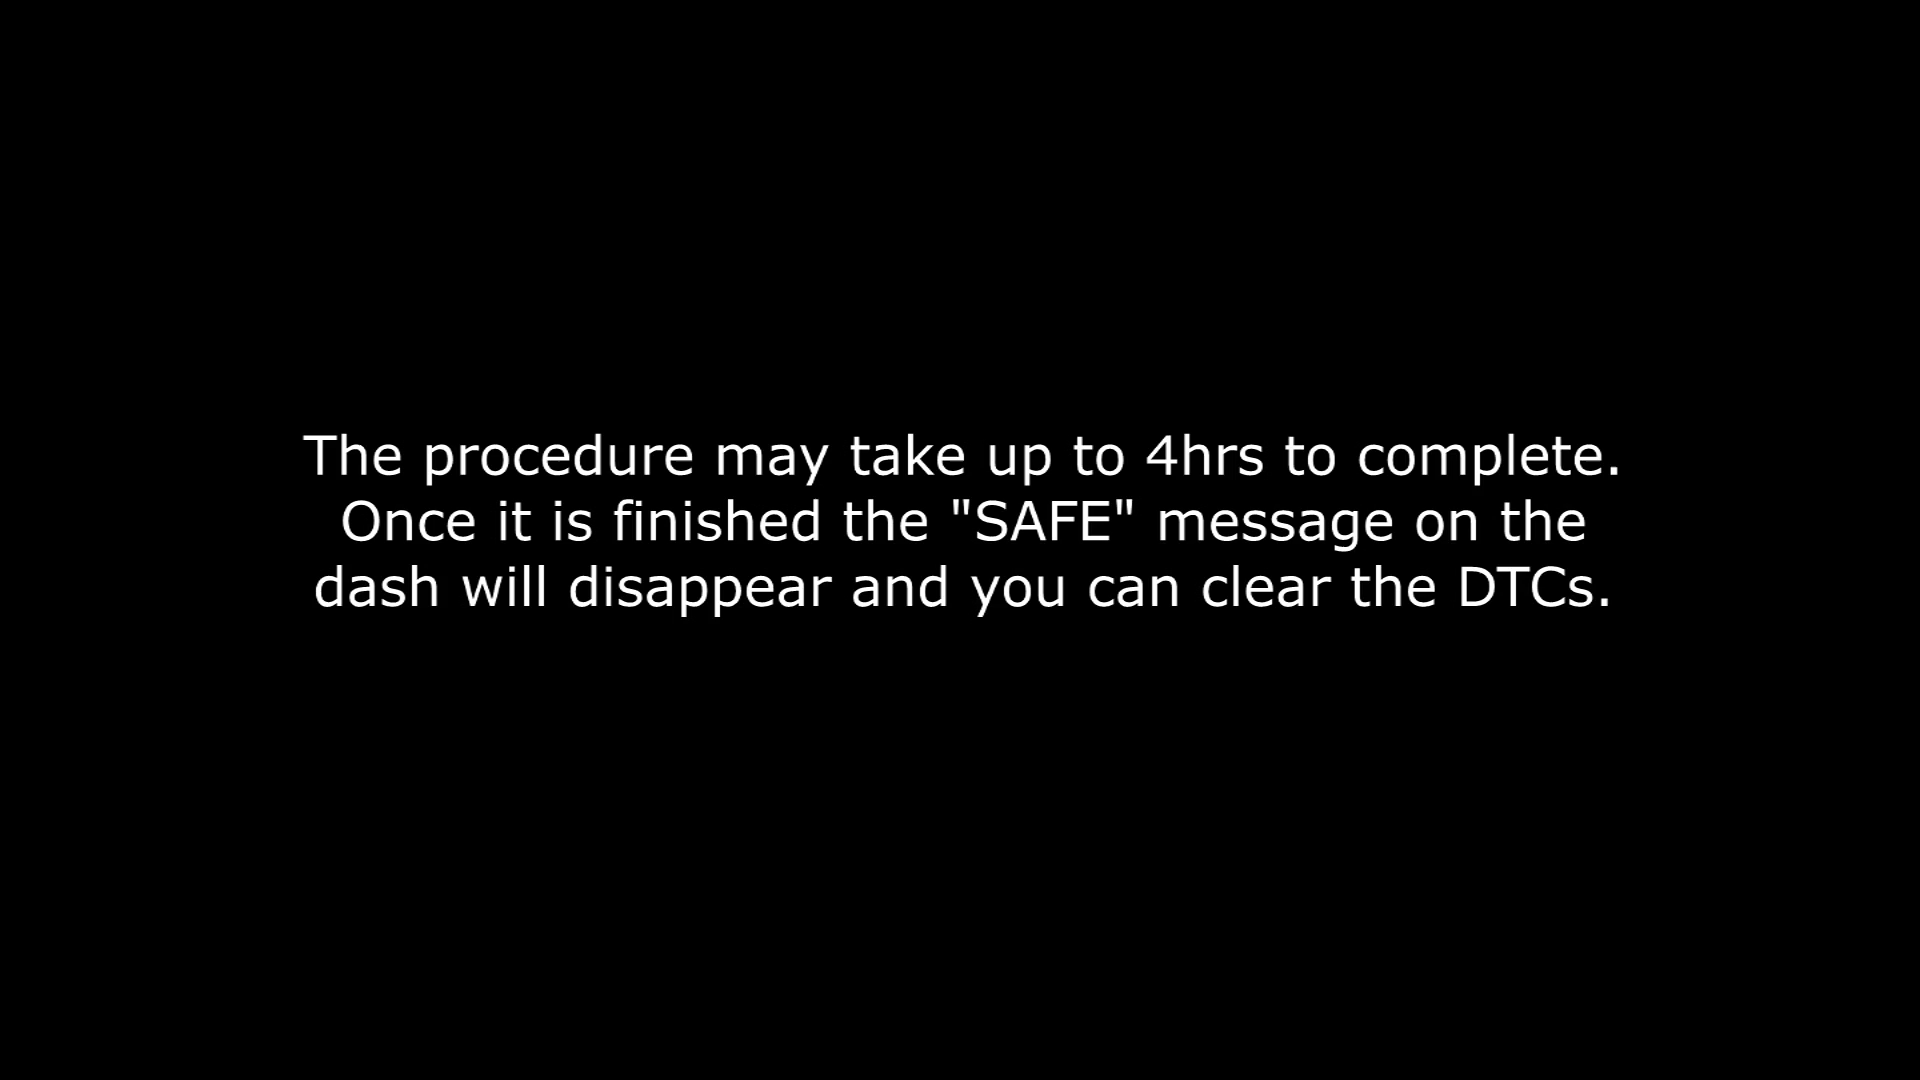 The procedure may take up to 4hrs to complete.
Once it is finished the "SAFE" message on the
dash will disappear and you can clear the DTCs.